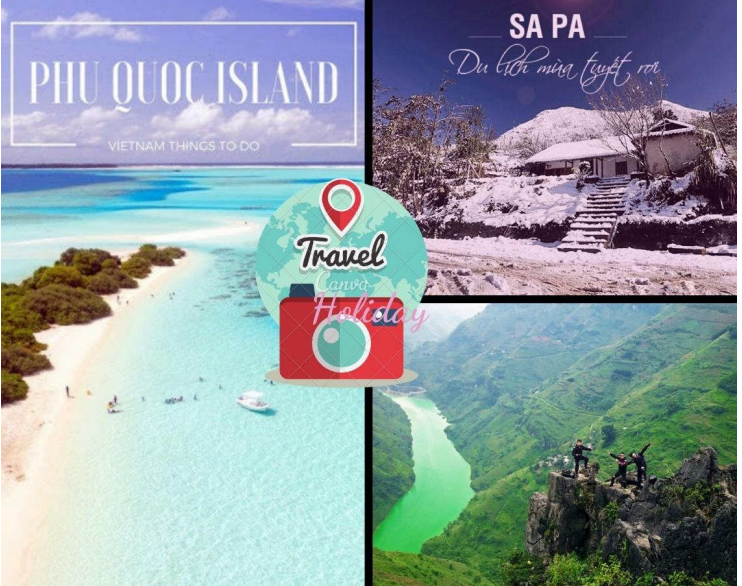 PHU QUOC ISLAND
VIETNAM THINGS TO DO
SA PA
Du lịch mùa tuyết rơi
Travel
Canva
Holiday